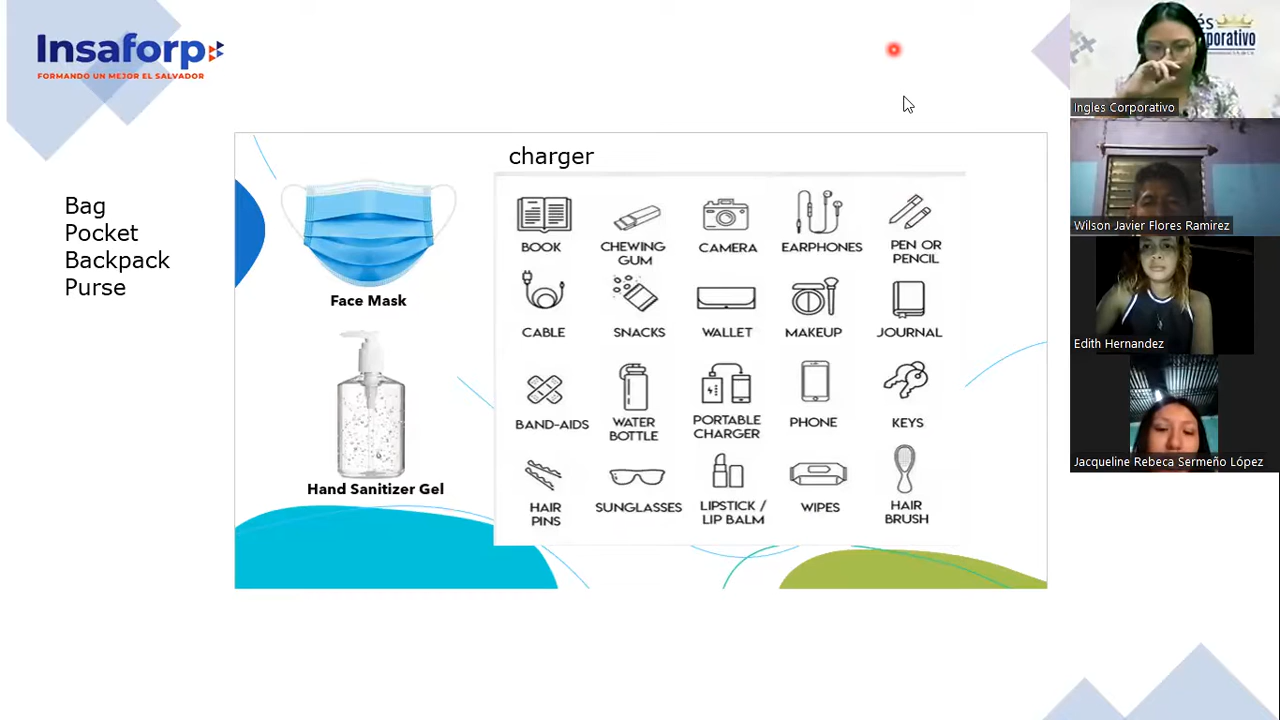 Insaforp
FORMANDO UN MEJOR EL SALVADOR
Bag
Pocket
Backpack
Purse
charger
Face Mask
Hand Sanitizer Gel
BOOK
CHEWING
GUM
CAMERA
EARPHONES
PEN OR
PENCIL
CABLE
SNACKS
WALLET
MAKEUP
JOURNAL
BAND-AIDS
WATER
BOTTLE
PORTABLE
CHARGER
PHONE
KEYS
HAIR
PINS
SUNGLASSES
LIPSTICK /
LIP BALM
WIPES
HAIR
BRUSH
Ingles Corporativo
Wilson Javier Flores Ramirez
Edith Hernandez
Jacqueline Rebeca Sermeño López